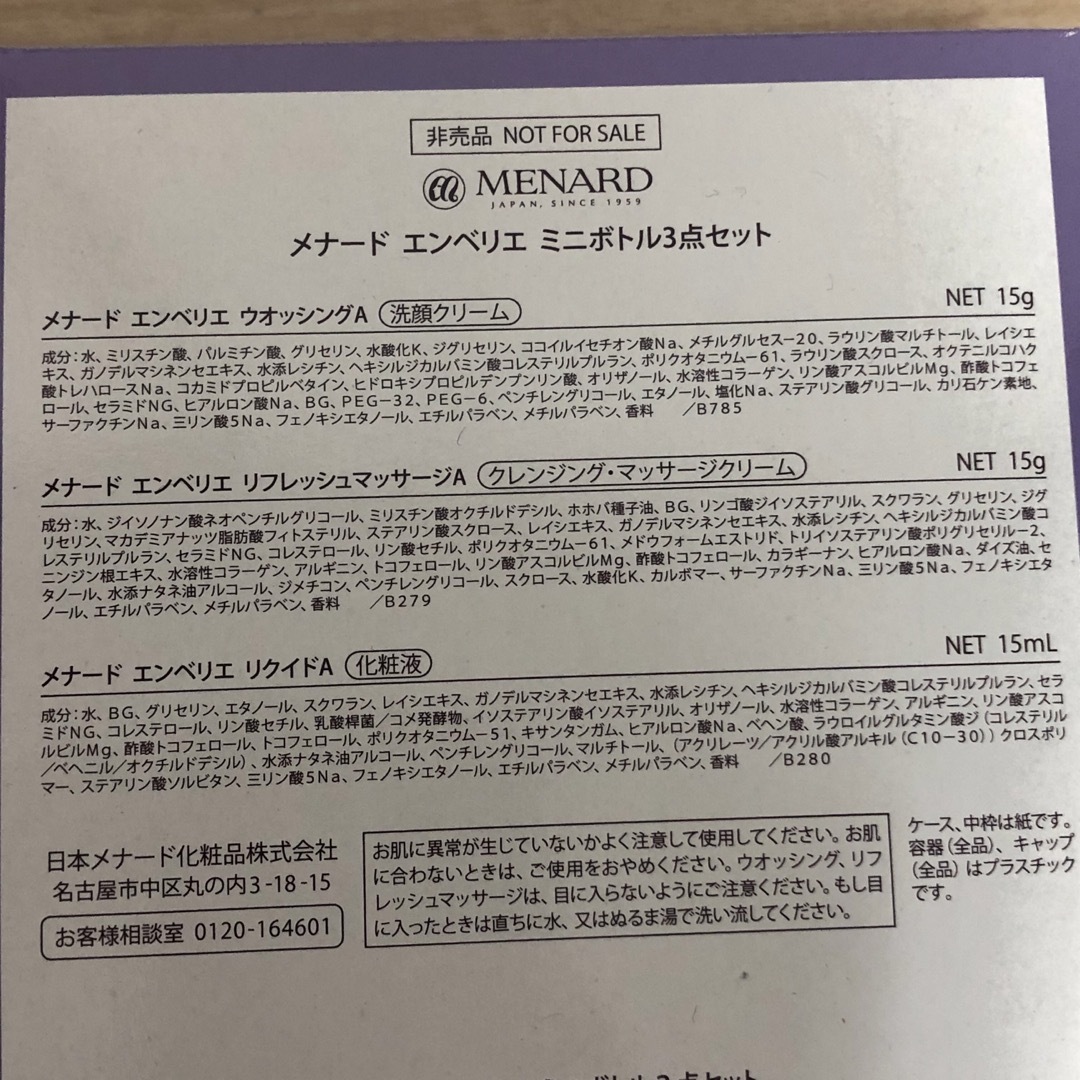 非売品 NOT FOR SALE
MENARD
JAPAN, SINCE 1959
メナード エンベリエ ミニボトル3点セット
メナード エンベリエ ウオッシングA 洗顔クリーム NET 15g
成分：水、ミリスチン酸、パルミチン酸、グリセリン、水酸化K、ジグリセリン、ココイルイセチオン酸Na、メチルグルセス－20、ラウリン酸マルチトール、レイシエ
キス、ガノデルマシネンセエキス、水添レシチン、ヘキシルジカルバミン酸コレステリルプルラン、ポリクオタニウム－61、ラウリン酸スクロース、オクテニルコハク
酸トレハロースNa、コカミドプロピルベタイン、ヒドロキシプロピルデンプンリン酸、オリザノール、水溶性コラーゲン、リン酸アスコルビルMg、酢酸トコフェ
ロール、セラミドNG、ヒアルロン酸Na、BG、PEG－32、PEG－6、ペンチレングリコール、エタノール、塩化Na、ステアリン酸グリコール、カリ石ケン素地、
サーファクチンNa、三リン酸5Na、フェノキシエタノール、エチルパラベン、メチルパラベン、香料 ／B785
メナード エンベリエ リフレッシュマッサージA クレンジング・マッサージクリーム NET 15g
成分：水、ジイソノナン酸ネオペンチルグリコール、ミリスチン酸オクチルドデシル、ホホバ種子油、BG、リンゴ酸ジイソステアリル、スクワラン、グリセリン、ジグ
リセリン、マカデミアナッツ脂肪酸フィトステリル、ステアリン酸スクロース、レイシエキス、ガノデルマシネンセエキス、水添レシチン、ヘキシルジカルバミン酸コ
レステリルプルラン、セラミドNG、コレステロール、リン酸セチル、ポリクオタニウム－61、メドウフォームエストリド、トリイソステアリン酸ポリグリセリル－2、
ニンジン根エキス、水溶性コラーゲン、アルギニン、トコフェロール、リン酸アスコルビルMg、酢酸トコフェロール、カラギーナン、ヒアルロン酸Na、ダイズ油、セ
タノール、水添ナタネ油アルコール、ジメチコン、ペンチレングリコール、スクロース、水酸化K、カルボマー、サーファクチンNa、三リン酸5Na、フェノキシエタ
ノール、エチルパラベン、メチルパラベン、香料 ／B279
メナード エンベリエ リクイドA 化粧液 NET 15mL
成分：水、BG、グリセリン、エタノール、スクワラン、レイシエキス、ガノデルマシネンセエキス、水添レシチン、ヘキシルジカルバミン酸コレステリルプルラン、セラ
ミドNG、コレステロール、リン酸セチル、乳酸桿菌／コメ発酵物、イソステアリン酸イソステアリル、オリザノール、水溶性コラーゲン、アルギニン、リン酸アスコ
ルビルMg、酢酸トコフェロール、トコフェロール、ポリクオタニウム－51、キサンタンガム、ヒアルロン酸Na、ベヘン酸、ラウロイルグルタミン酸ジ（コレステリル
／ベヘニル／オクチルドデシル）、水添ナタネ油アルコール、ペンチレングリコール、マルチトール、（アクリレーツ／アクリル酸アルキル（C10－30））クロスポリ
マー、ステアリン酸ソルビタン、三リン酸5Na、フェノキシエタノール、エチルパラベン、メチルパラベン、香料 ／B280
日本メナード化粧品株式会社
名古屋市中区丸の内3-18-15
お客様相談室 0120-164601
お肌に異常が生じていないかよく注意して使用してください。お肌
に合わないときは、ご使用をおやめください。ウオッシング、リフ
レッシュマッサージは、目に入らないようにご注意ください。もし目
に入ったときは直ちに水、又はぬるま湯で洗い流してください。
ケース、中枠は紙です。
容器（全品）、キャップ
（全品）はプラスチック
です。
ボトル3点セット